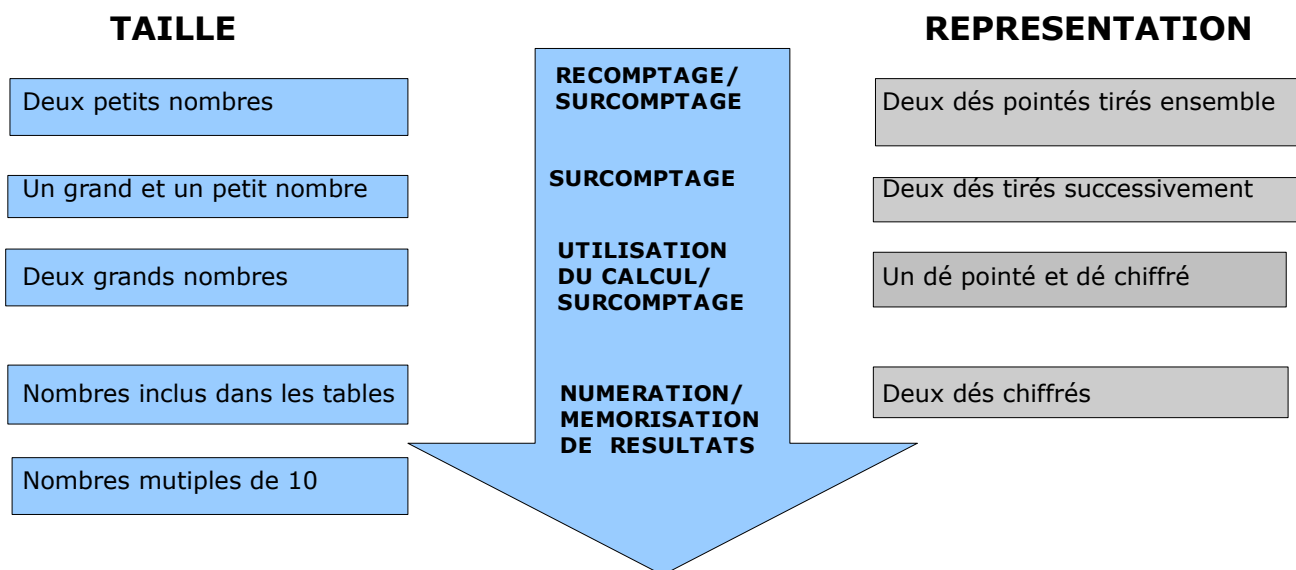 TAILLE
REPRESENTATION
Deux petits nombres
RECOMPTAGE/
SURCOMPTAGE
Deux dés pointés tirés ensemble
Un grand et un petit nombre
SURCOMPTAGE
Deux dés tirés successivement
Deux grands nombres
UTILISATION
DU CALCUL/
SURCOMPTAGE
Un dé pointé et dé chiffré
Nombres inclus dans les tables
NUMERATION/
MEMORISATION
DE RESULTATS
Deux dés chiffrés
Nombres mutiples de 10